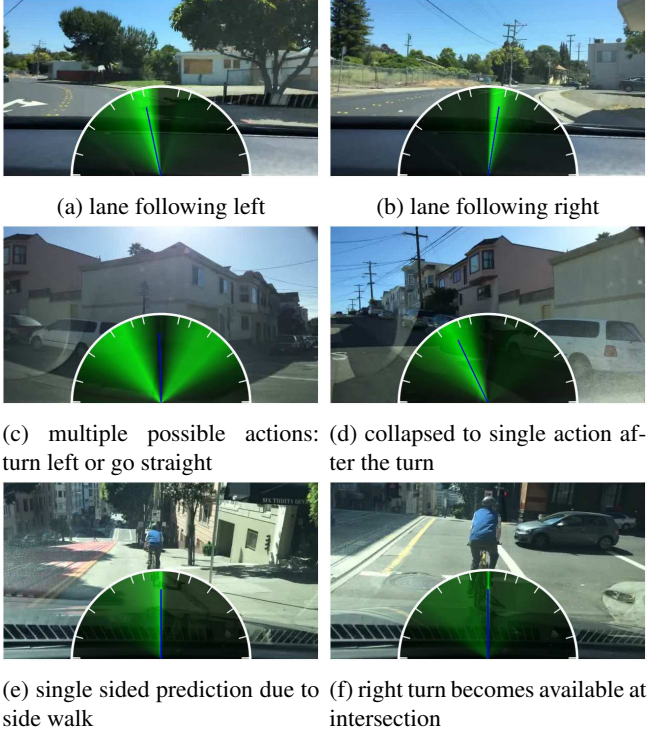 (a) lane following left
(b) lane following right
(c) multiple possible actions:
turn left or go straight
(d) collapsed to single action af-
ter the turn
(e) single sided prediction due to
side walk
(f) right turn becomes available at
intersection